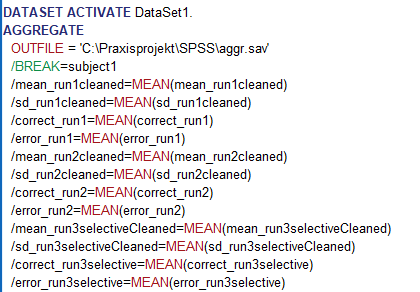 DATASET ACTIVATE DataSet1.
AGGREGATE
OUTFILE = 'C:\Praxisprojekt\SPSS\aggr.sav'
/BREAK=subject1
/mean_run1cleaned=MEAN(mean_run1cleaned)
/sd_run1cleaned=MEAN(sd_run1cleaned)
/correct_run1=MEAN(correct_run1)
/error_run1=MEAN(error_run1)
/mean_run2cleaned=MEAN(mean_run2cleaned)
/sd_run2cleaned=MEAN(sd_run2cleaned)
/correct_run2=MEAN(correct_run2)
/error_run2=MEAN(error_run2)
/mean_run3selectiveCleaned=MEAN(mean_run3selectiveCleaned)
/sd_run3selectiveCleaned=MEAN(sd_run3selectiveCleaned)
/correct_run3selective=MEAN(correct_run3selective)
/error_run3selective=MEAN(error_run3selective)